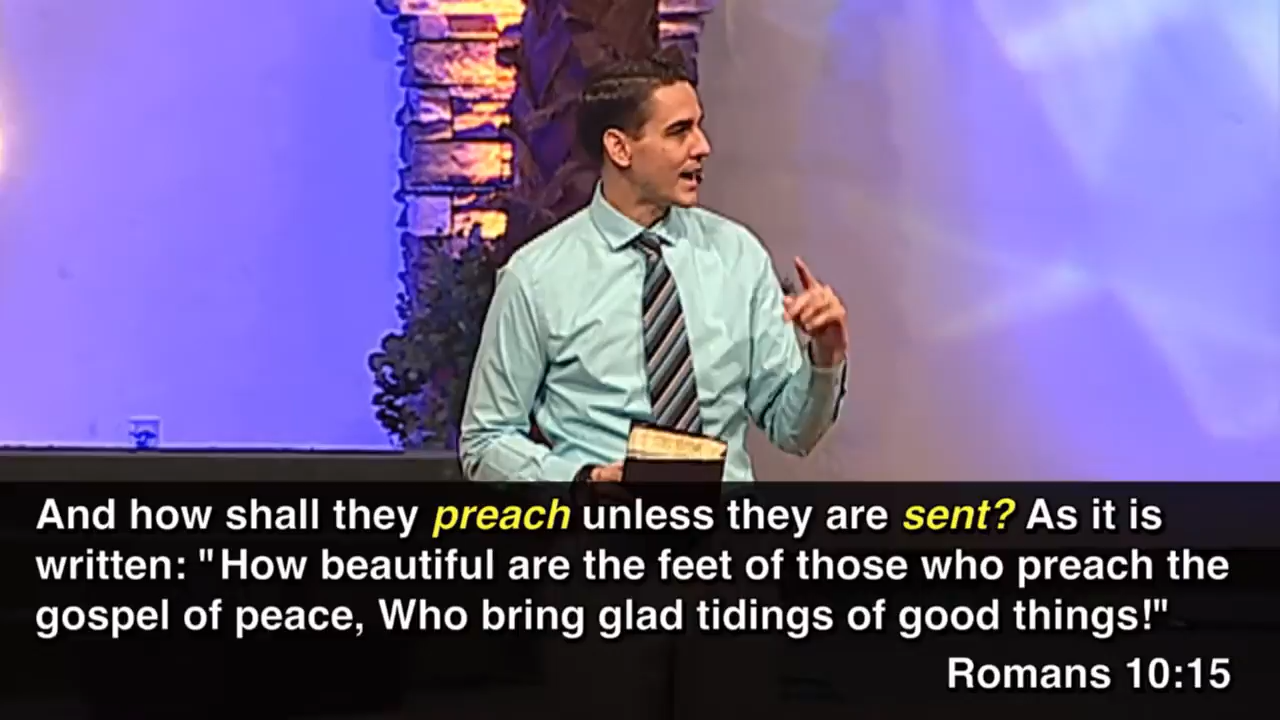 And how shall they preach unless they are sent? As it is
written: "How beautiful are the feet of those who preach the
gospel of peace, Who bring glad tidings of good things!"
Romans 10:15